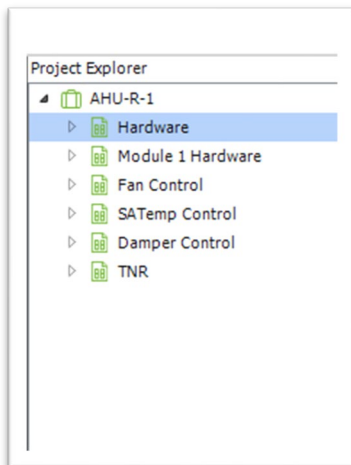 Project Explorer
AHU-R-1
Hardware
Module 1 Hardware
Fan Control
SATemp Control
Damper Control
TNR